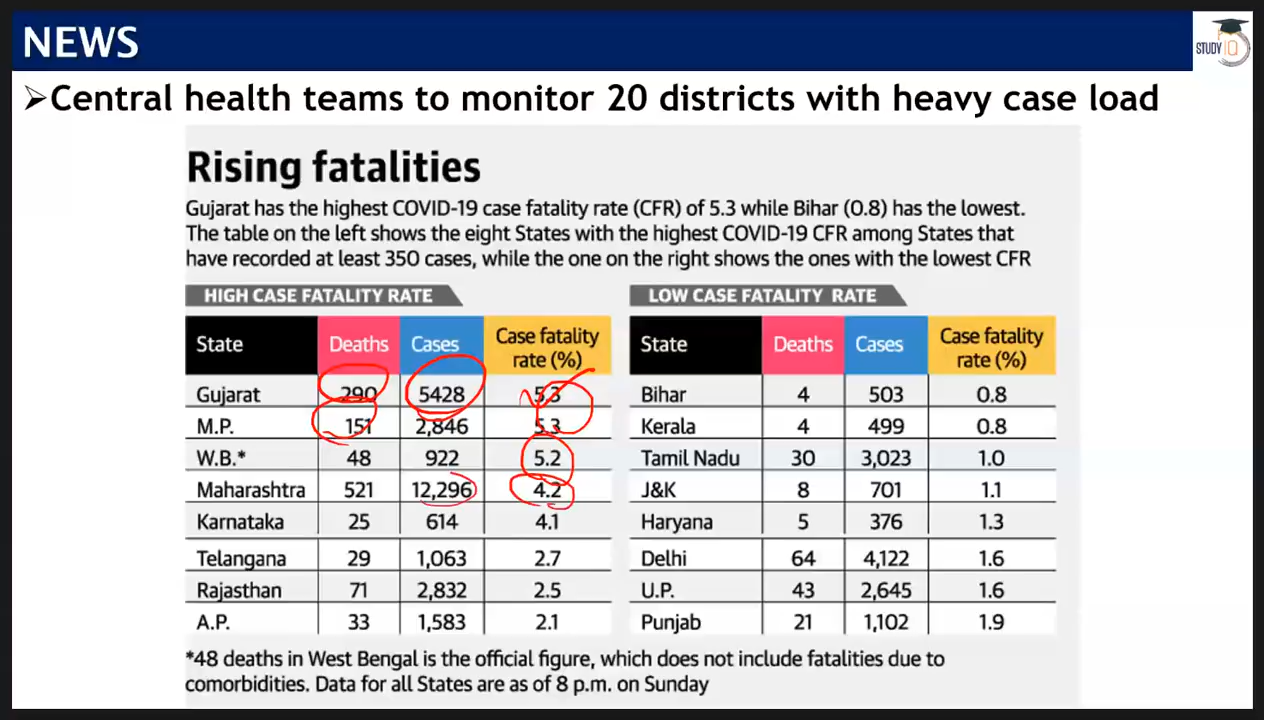 NEWS
STUDY IQ
➢Central health teams to monitor 20 districts with heavy case load
Rising fatalities
Gujarat has the highest COVID-19 case fatality rate (CFR) of 5.3 while Bihar (0.8) has the lowest.
The table on the left shows the eight States with the highest COVID-19 CFR among States that
have recorded at least 350 cases, while the one on the right shows the ones with the lowest CFR
HIGH CASE FATALITY RATE
State Deaths Cases Case fatality rate (%)
Gujarat 290 5428 5.3
M.P. 151 2,846 5.3
W.B.* 48 922 5.2
Maharashtra 521 12,296 4.2
Karnataka 25 614 4.1
Telangana 29 1,063 2.7
Rajasthan 71 2,832 2.5
A.P. 33 1,583 2.1
LOW CASE FATALITY RATE
State Deaths Cases Case fatality rate (%)
Bihar 4 503 0.8
Kerala 4 499 0.8
Tamil Nadu 30 3,023 1.0
J&K 8 701 1.1
Haryana 5 376 1.3
Delhi 64 4,122 1.6
U.P. 43 2,645 1.6
Punjab 21 1,102 1.9
*48 deaths in West Bengal is the official figure, which does not include fatalities due to
comorbidities. Data for all States are as of 8 p.m. on Sunday